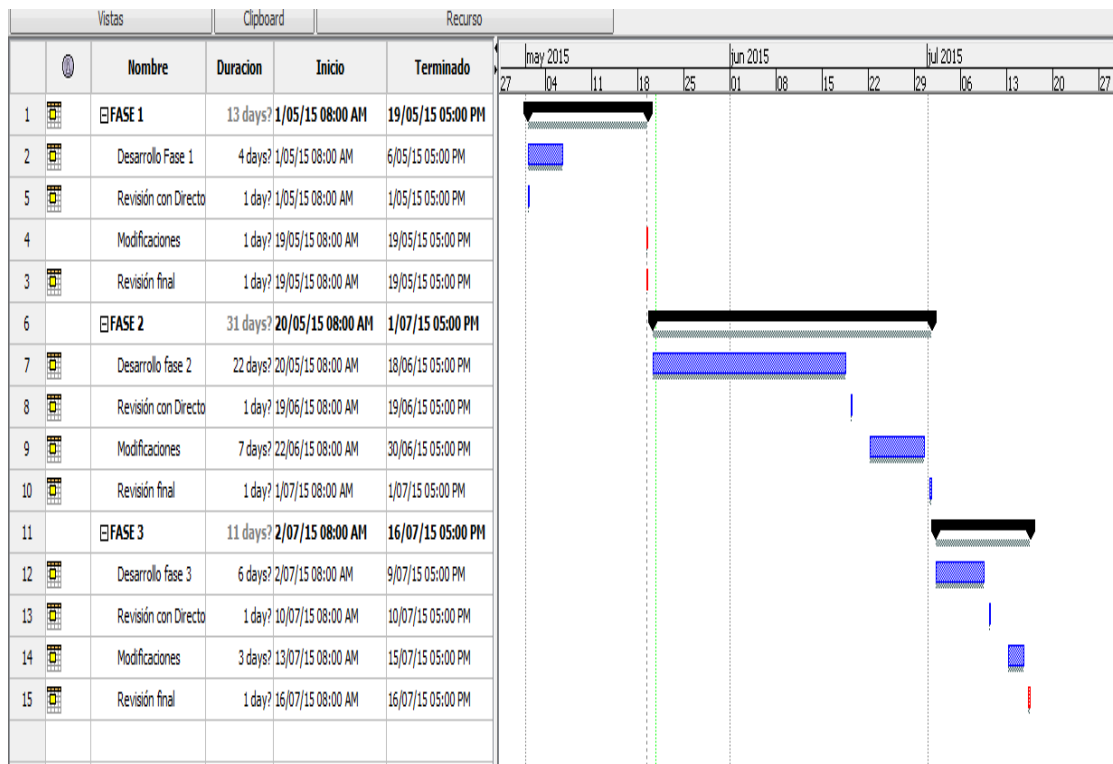 Vistas Clipboard Recurso
Nombre Duracion Inicio Terminado
may 2015 jun 2015 jul 2015
27 04 11 18 25 01 08 15 22 29 06 13 20 27
1 FASE 1 13 days? 1/05/15 08:00 AM 19/05/15 05:00 PM
2 Desarrollo Fase 1 4 days? 1/05/15 08:00 AM 6/05/15 05:00 PM
5 Revisión con Directo 1 day? 1/05/15 08:00 AM 1/05/15 05:00 PM
4 Modificaciones 1 day? 19/05/15 08:00 AM 19/05/15 05:00 PM
3 Revisión final 1 day? 19/05/15 08:00 AM 19/05/15 05:00 PM
6 FASE 2 31 days? 20/05/15 08:00 AM 1/07/15 05:00 PM
7 Desarrollo fase 2 22 days? 20/05/15 08:00 AM 18/06/15 05:00 PM
8 Revisión con Directo 1 day? 19/06/15 08:00 AM 19/06/15 05:00 PM
9 Modificaciones 7 days? 22/06/15 08:00 AM 30/06/15 05:00 PM
10 Revisión final 1 day? 1/07/15 08:00 AM 1/07/15 05:00 PM
11 FASE 3 11 days? 2/07/15 08:00 AM 16/07/15 05:00 PM
12 Desarrollo fase 3 6 days? 2/07/15 08:00 AM 9/07/15 05:00 PM
13 Revisión con Directo 1 day? 10/07/15 08:00 AM 10/07/15 05:00 PM
14 Modificaciones 3 days? 13/07/15 08:00 AM 15/07/15 05:00 PM
15 Revisión final 1 day? 16/07/15 08:00 AM 16/07/15 05:00 PM